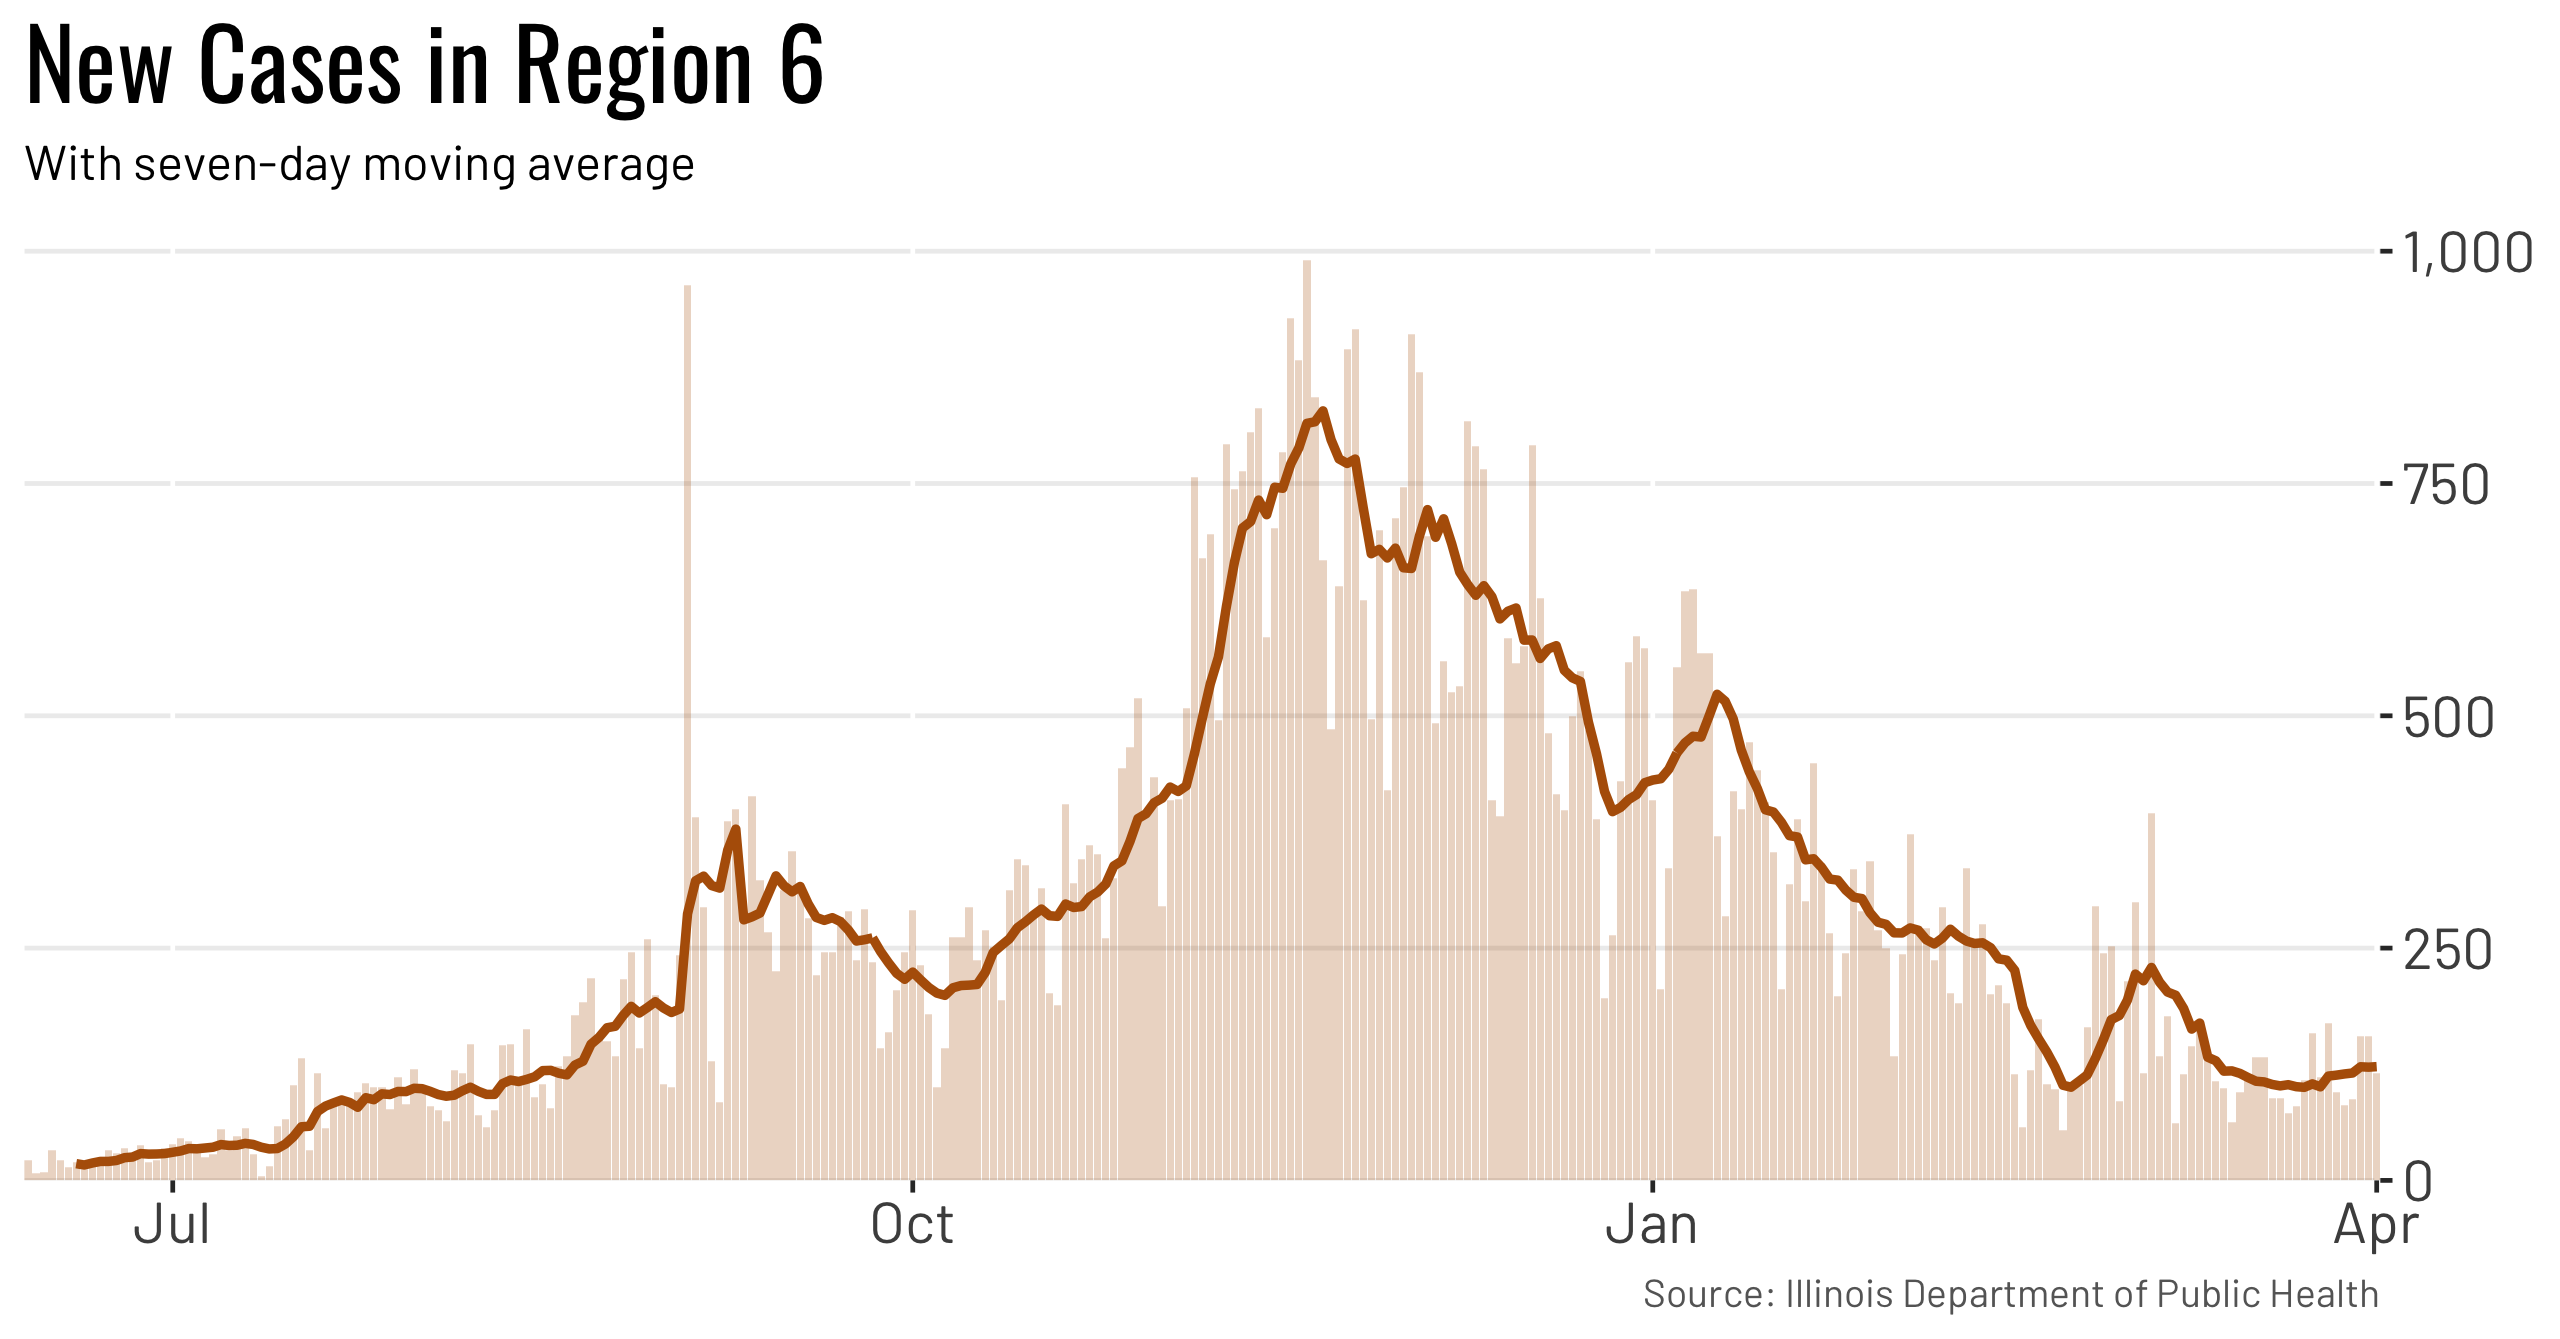 New Cases in Region 6
With seven-day moving average
1,000
750
500
250
0
Jul Oct Jan Apr
Source: Illinois Department of Public Health